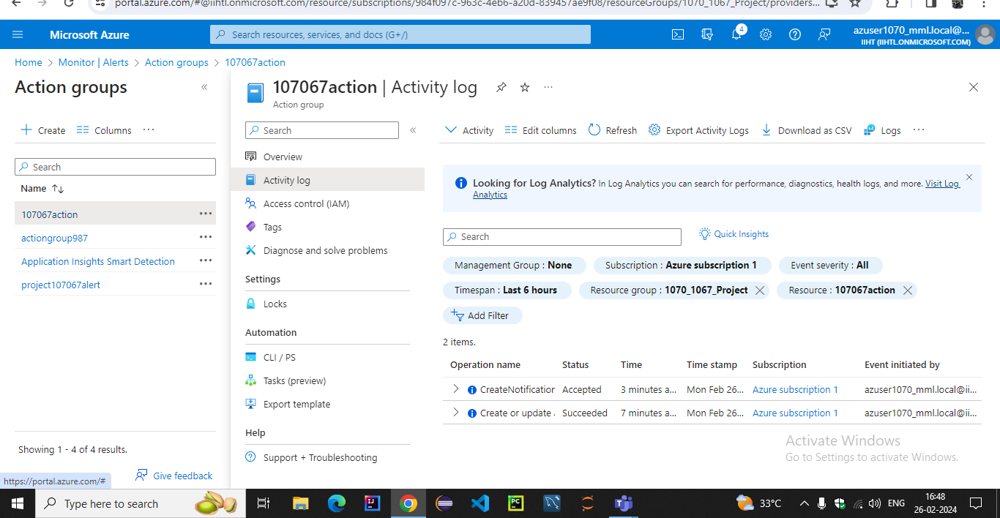 portal.azure.com/#@iihtl.onmicrosoft.com/resource/subscriptions/984f097c-963c-4eb6-a20d-839457ae9f08/resourceGroups/1070_1067_Project/providers...
Microsoft Azure
Search resources, services, and docs (G+/)
4
azuser1070_mml.local@...
IIHT (IIHTL.ONMICROSOFT.COM)
Home > Monitor | Alerts > Action groups > 107067action
Action groups
«
Create
Columns
...
Search
Name ↑↓
107067action
actiongroup987
Application Insights Smart Detection
project107067alert
Showing 1 - 4 of 4 results.
Give feedback
https://portal.azure.com/#
107067action | Activity log
...
Action group
Search
«
Overview
Activity log
Access control (IAM)
Tags
Diagnose and solve problems
Settings
Locks
Automation
CLI / PS
Tasks (preview)
Export template
Help
Support + Troubleshooting
Activity
Edit columns
Refresh
Export Activity Logs
Download as CSV
Logs
...
Looking for Log Analytics? In Log Analytics you can search for performance, diagnostics, health logs, and more. Visit Log
Analytics
Search
Quick Insights
Management Group : None
Subscription : Azure subscription 1
Event severity : All
Timespan : Last 6 hours
Resource group : 1070_1067_Project
Resource : 107067action
Add Filter
2 items.
Operation name Status Time Time stamp Subscription Event initiated by
CreateNotification Accepted 3 minutes a... Mon Feb 26... Azure subscription 1 azuser1070_mml.local@ii...
Create or update Succeeded 7 minutes a... Mon Feb 26... Azure subscription 1 azuser1070_mml.local@ii...
Activate Windows
Go to Settings to activate Windows.
Type here to search
33°C
ENG
16:48
26-02-2024